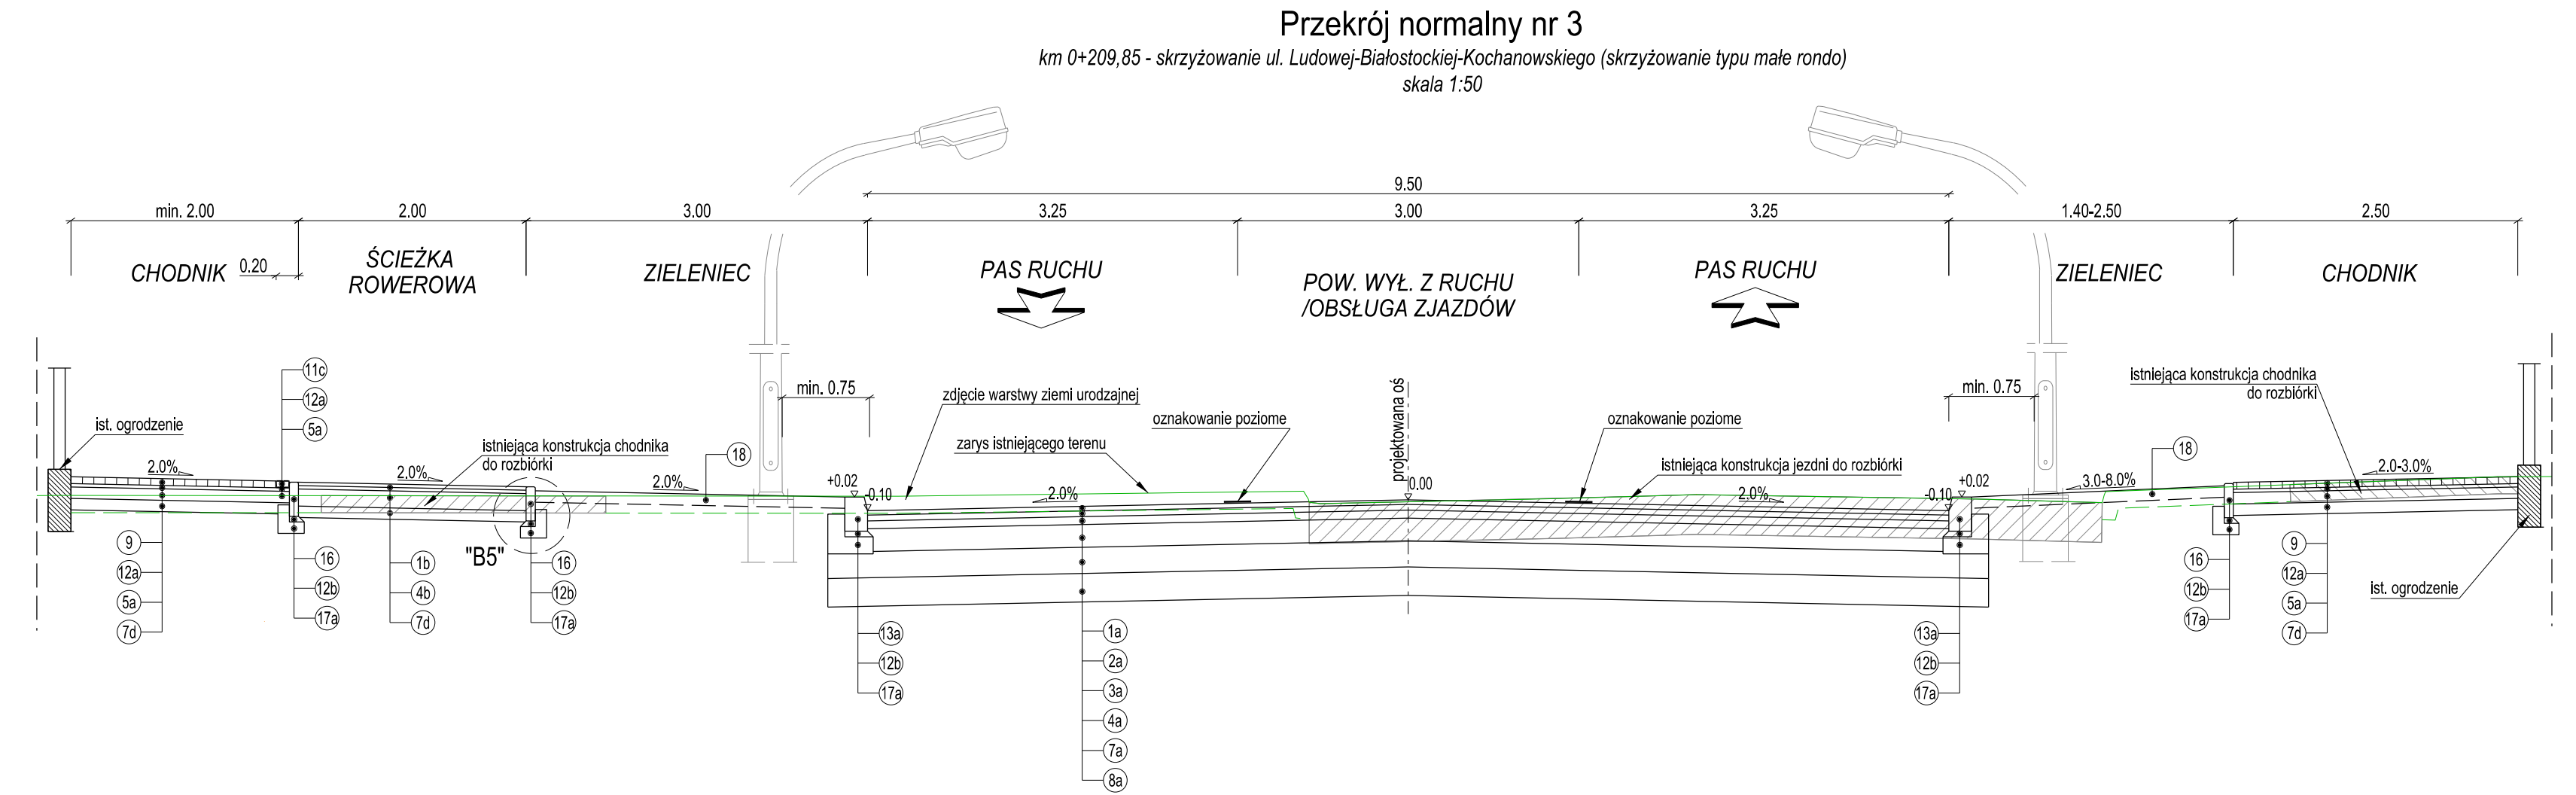 Przekrój normalny nr 3
km 0+209,85 - skrzyżowanie ul. Ludowej-Białostockiej-Kochanowskiego (skrzyżowanie typu małe rondo)
skala 1:50
9.50
min. 2.00
2.00
3.00
3.25
3.00
3.25
1.40-2.50
2.50
CHODNIK
0.20
ŚCIEŻKA
ROWEROWA
ZIELENIEC
PAS RUCHU
POW. WYŁ. Z RUCHU
/OBSŁUGA ZJAZDÓW
PAS RUCHU
ZIELENIEC
CHODNIK
11c
12a
5a
min. 0.75
zdjęcie warstwy ziemi urodzajnej
zarys istniejącego terenu
oznakowanie poziome
projektowana oś
oznakowanie poziome
istniejąca konstrukcja jezdni do rozbiórki
min. 0.75
istniejąca konstrukcja chodnika
do rozbiórki
ist. ogrodzenie
istniejąca konstrukcja chodnika
do rozbiórki
18
18
2.0%
2.0%
2.0%
+0.02
-0.10
2.0%
0.00
2.0%
-0.10
+0.02
3.0-8.0%
2.0-3.0%
"B5"
ist. ogrodzenie
9
12a
5a
7d
16
12b
17a
1b
4b
7d
16
12b
17a
13a
12b
17a
1a
2a
3a
4a
7a
8a
13a
12b
17a
16
12b
17a
9
12a
5a
7d